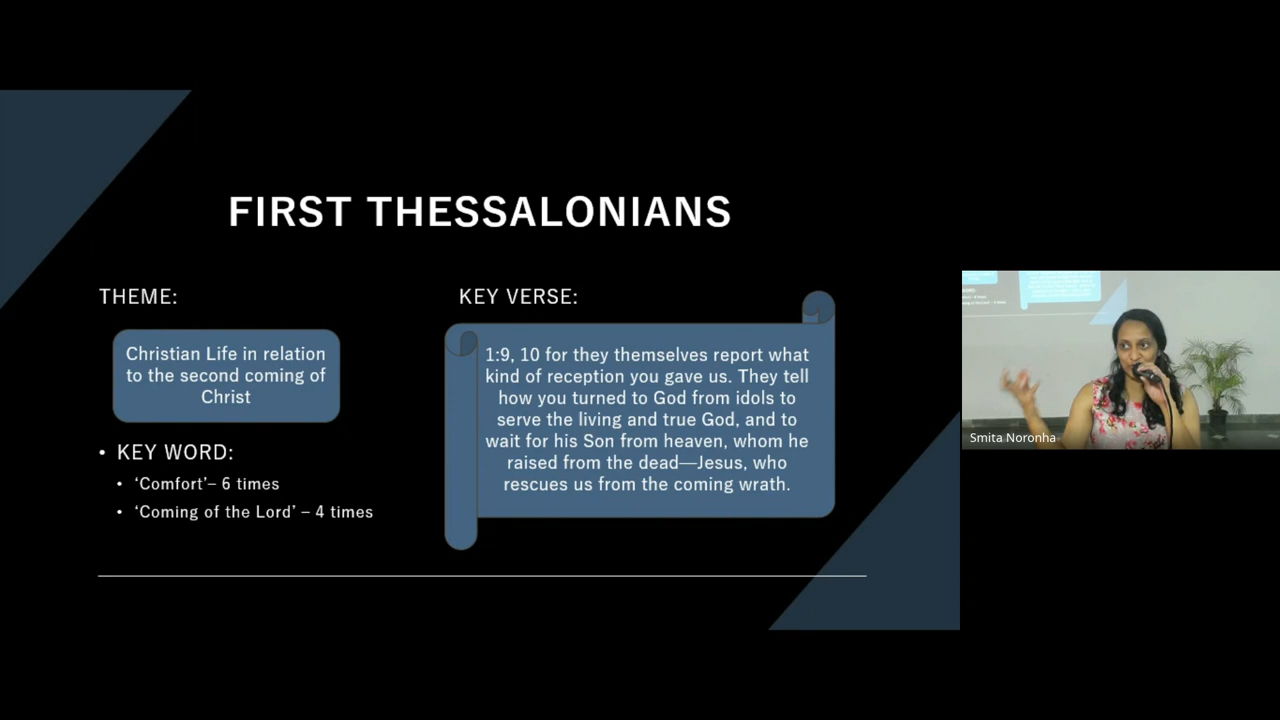 FIRST THESSALONIANS
THEME:
Christian Life in relation
to the second coming of
Christ
• KEY WORD:
• ‘Comfort’– 6 times
• ‘Coming of the Lord’ – 4 times
KEY VERSE:
1:9, 10 for they themselves report what
kind of reception you gave us. They tell
how you turned to God from idols to
serve the living and true God, and to
wait for his Son from heaven, whom he
raised from the dead—Jesus, who
rescues us from the coming wrath.
Smita Noronha